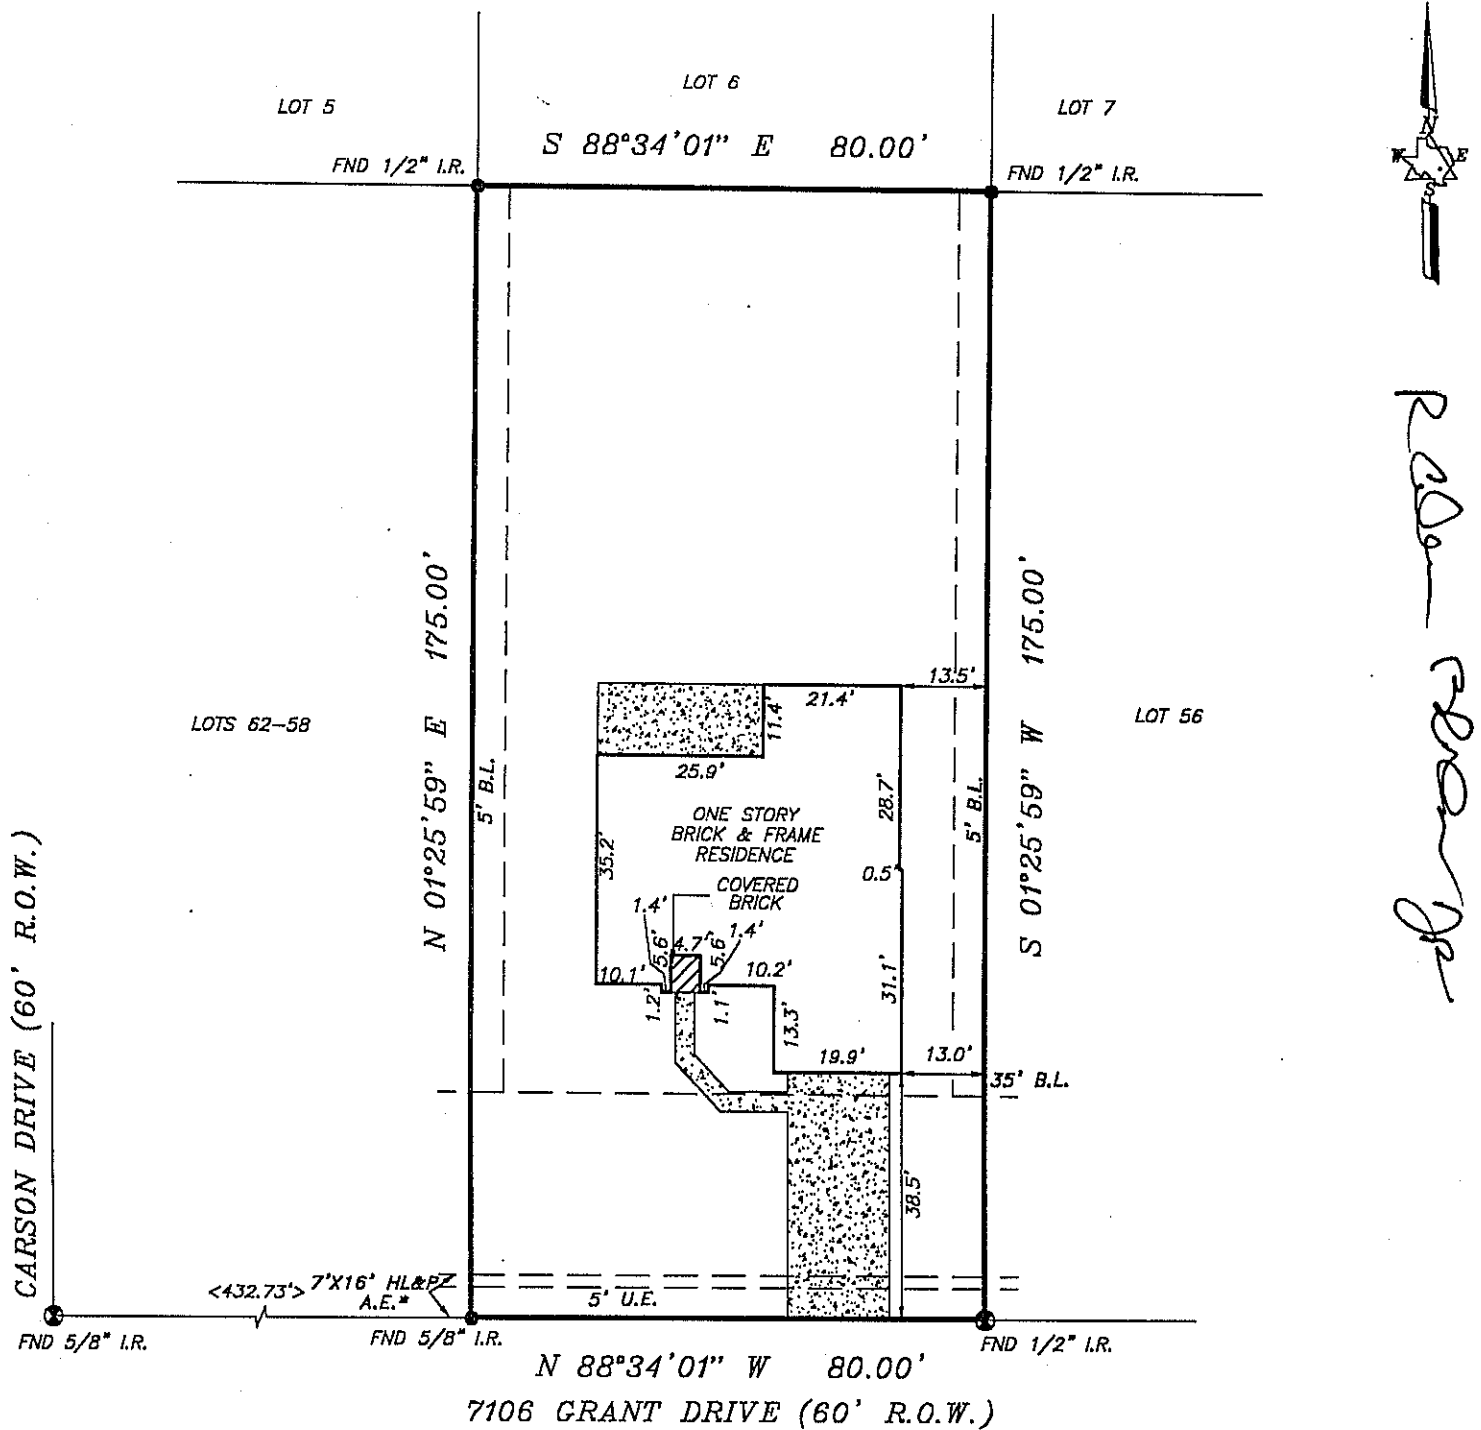 LOT 5
LOT 6
LOT 7
S 88°34'01" E 80.00'
FND 1/2" I.R.
FND 1/2" I.R.
N
W
E
S
N 01°25'59" E 175.00'
S 01°25'59" W 175.00'
LOTS 62-58
LOT 56
5' B.L.
5' B.L.
13.5'
21.4'
11.4'
25.9'
28.7'
ONE STORY
BRICK & FRAME
RESIDENCE
35.2'
0.5'
COVERED
BRICK
1.4'
1.4'
5.6'
4.7'
5.6'
10.1'
10.2'
1.2'
1.1'
31.1'
13.3'
19.9'
13.0'
35' B.L.
38.5'
CARSON DRIVE (60' R.O.W.)
<432.73'>
7'X16' HL&P
A.E.*
5' U.E.
FND 5/8" I.R.
FND 5/8" I.R.
FND 1/2" I.R.
N 88°34'01" W 80.00'
7106 GRANT DRIVE (60' R.O.W.)